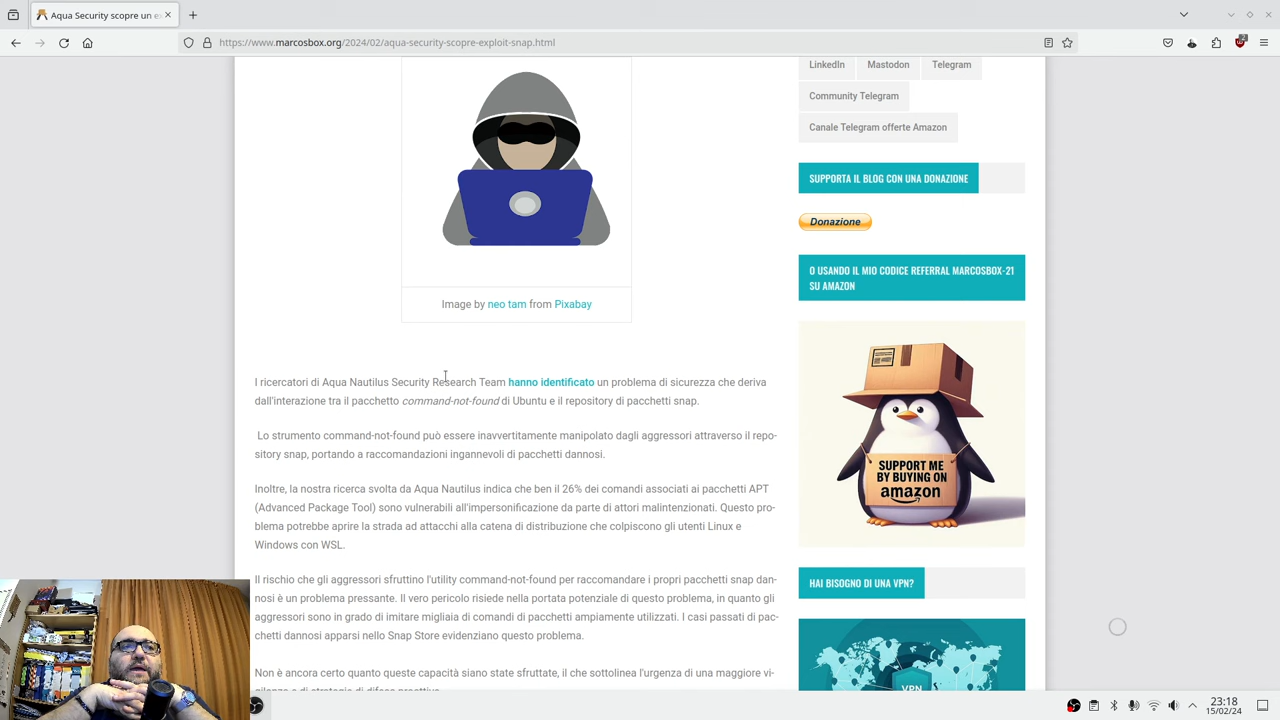 Aqua Security scopre un e
https://www.marcosbox.org/2024/02/aqua-security-scopre-exploit-snap.html
Image by neo tam from Pixabay
I ricercatori di Aqua Nautilus Security Research Team hanno identificato un problema di sicurezza che deriva
dall'interazione tra il pacchetto command-not-found di Ubuntu e il repository di pacchetti snap.
Lo strumento command-not-found può essere inavvertitamente manipolato dagli aggressori attraverso il repo-
sitory snap, portando a raccomandazioni ingannevoli di pacchetti dannosi.
Inoltre, la nostra ricerca svolta da Aqua Nautilus indica che ben il 26% dei comandi associati ai pacchetti APT
(Advanced Package Tool) sono vulnerabili all'impersonificazione da parte di attori malintenzionati. Questo pro-
blema potrebbe aprire la strada ad attacchi alla catena di distribuzione che colpiscono gli utenti Linux e
Windows con WSL.
Il rischio che gli aggressori sfruttino l'utility command-not-found per raccomandare i propri pacchetti snap dan-
nosi è un problema pressante. Il vero pericolo risiede nella portata potenziale di questo problema, in quanto gli
aggressori sono in grado di imitare migliaia di comandi di pacchetti ampiamente utilizzati. I casi passati di pac-
chetti dannosi apparsi nello Snap Store evidenziano questo problema.
Non è ancora certo quanto queste capacità siano state sfruttate, il che sottolinea l'urgenza di una maggiore vi-
LinkedIn Mastodon Telegram
Community Telegram
Canale Telegram offerte Amazon
SUPPORTA IL BLOG CON UNA DONAZIONE
Donazione
O USANDO IL MIO CODICE REFERRAL MARCOSBOX-21
SU AMAZON
SUPPORT ME
BY BUYING ON
amazon
HAI BISOGNO DI UNA VPN?
VPN
23:18
15/02/24